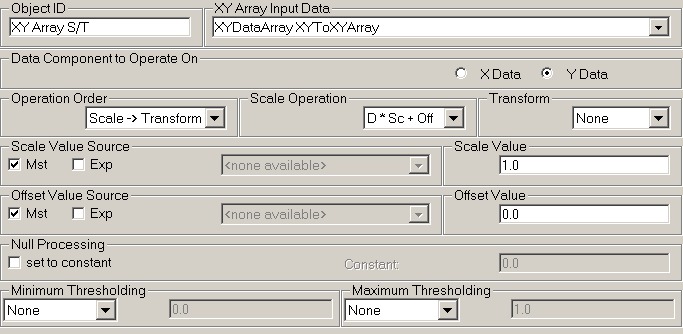 Object ID XY Array Input Data
XY Array S/T XYDataArray XYToXYArray
Data Component to Operate On
X Data Y Data
Operation Order Scale Operation Transform
Scale -> Transform D * Sc + Off None
Scale Value Source Scale Value
Mst Exp <none available> 1.0
Offset Value Source Offset Value
Mst Exp <none available> 0.0
Null Processing
set to constant Constant: 0.0
Minimum Thresholding Maximum Thresholding
None 0.0 None 1.0